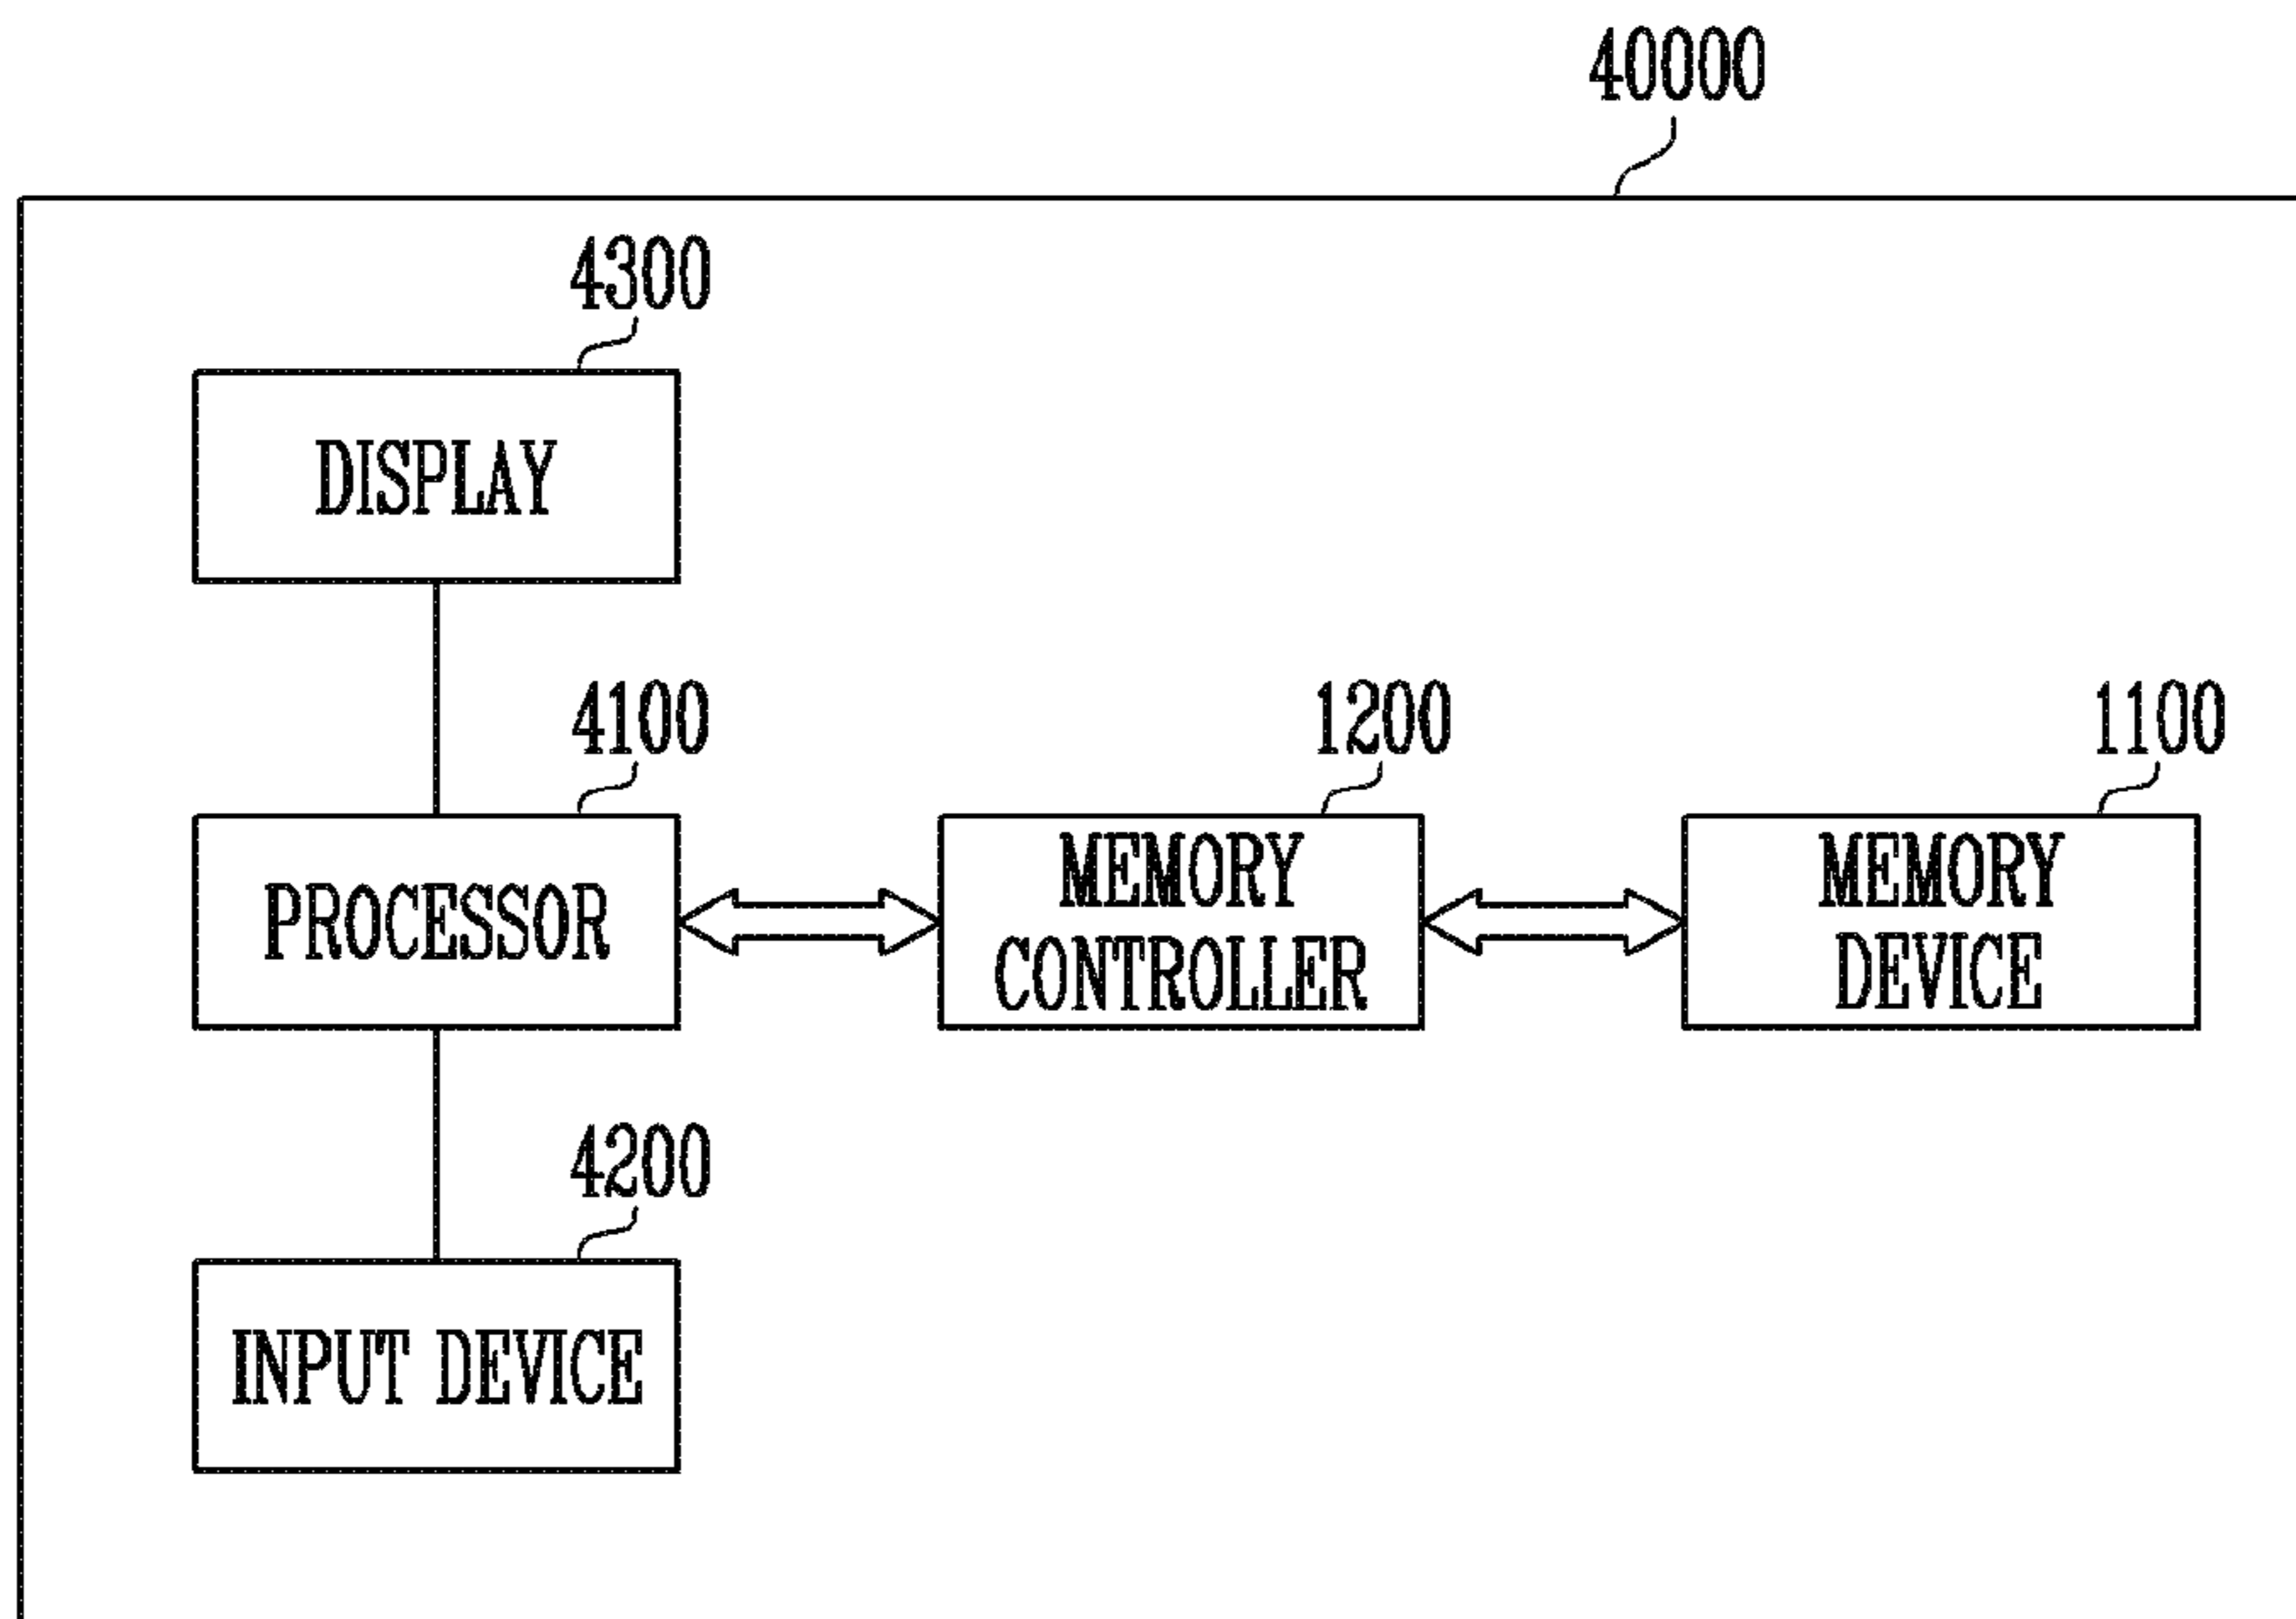 40000
4300
DISPLAY
4100
PROCESSOR
1200
MEMORY
CONTROLLER
1100
MEMORY
DEVICE
4200
INPUT DEVICE